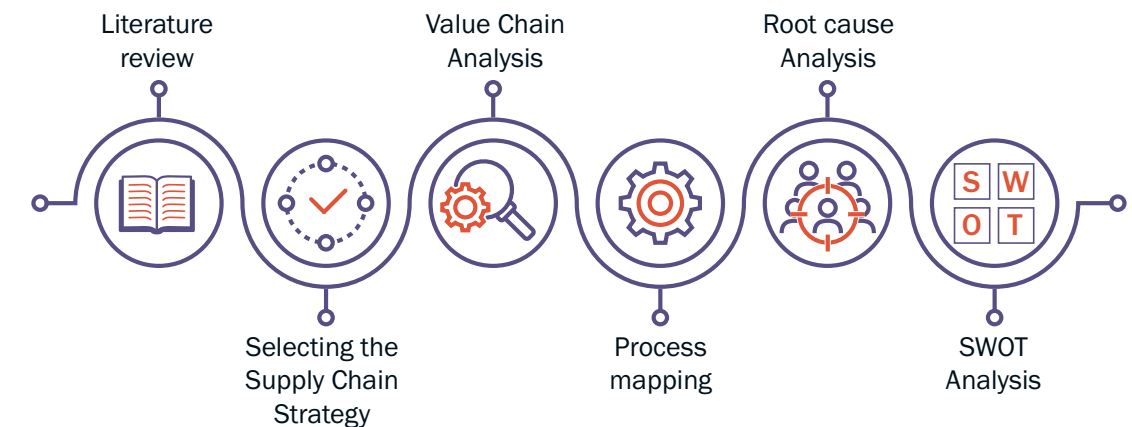 Literature
review
Selecting the
Supply Chain
Strategy
Value Chain
Analysis
Process
mapping
Root cause
Analysis
S W
O T
SWOT
Analysis